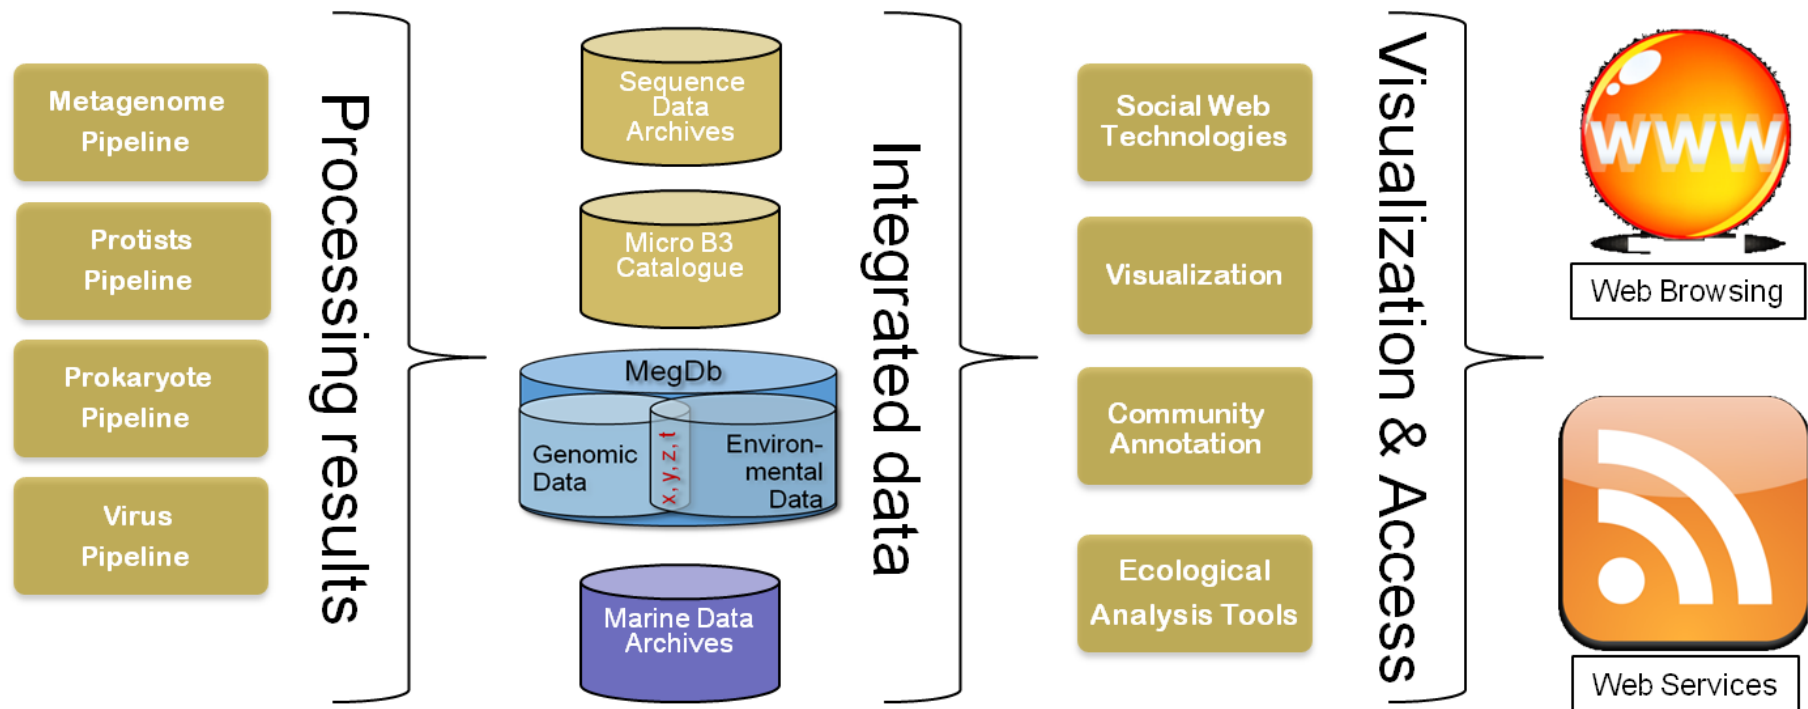 Metagenome
Pipeline
Protists
Pipeline
Prokaryote
Pipeline
Virus
Pipeline
Processing results
Sequence
Data
Archives
Micro B3
Catalogue
MegDb
Genomic
Data
x, y, z, t
Environ-
mental
Data
Marine Data
Archives
Integrated data
Social Web
Technologies
Visualization
Community
Annotation
Ecological
Analysis Tools
Visualization & Access
www
Web Browsing
Web Services